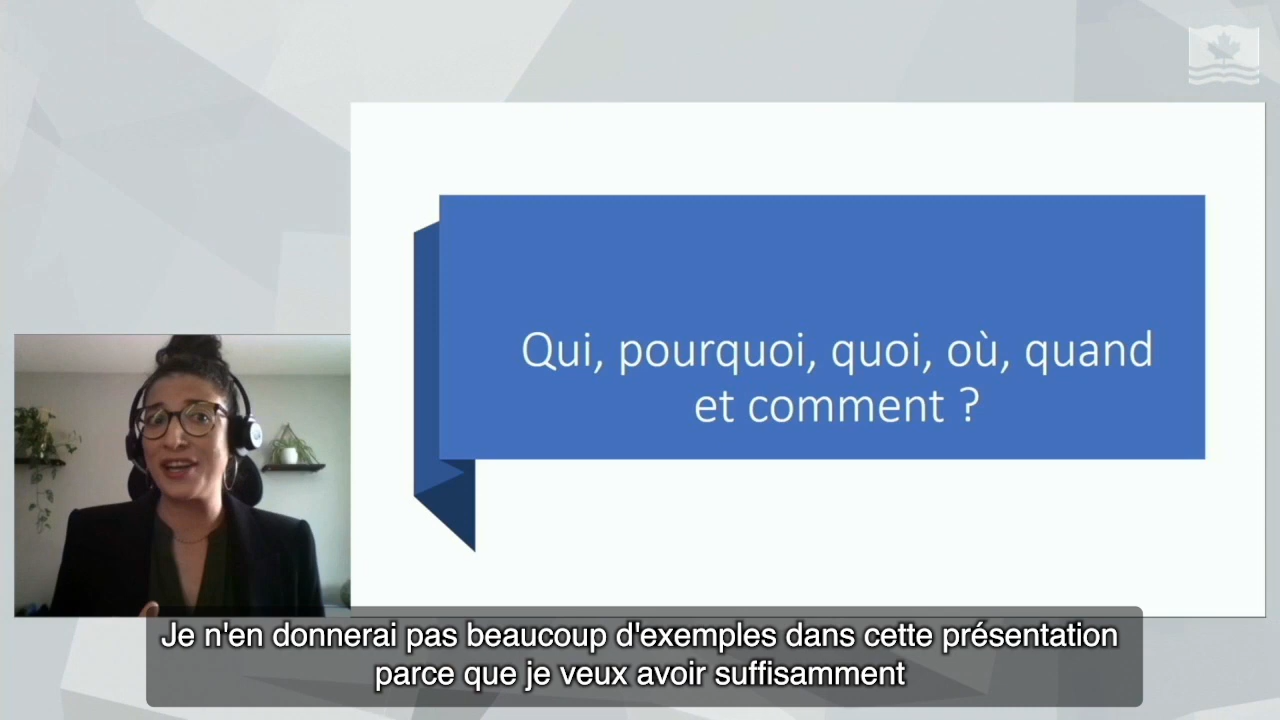 Qui, pourquoi, quoi, où, quand
et comment ?
Je n'en donnerai pas beaucoup d'exemples dans cette présentation
parce que je veux avoir suffisamment